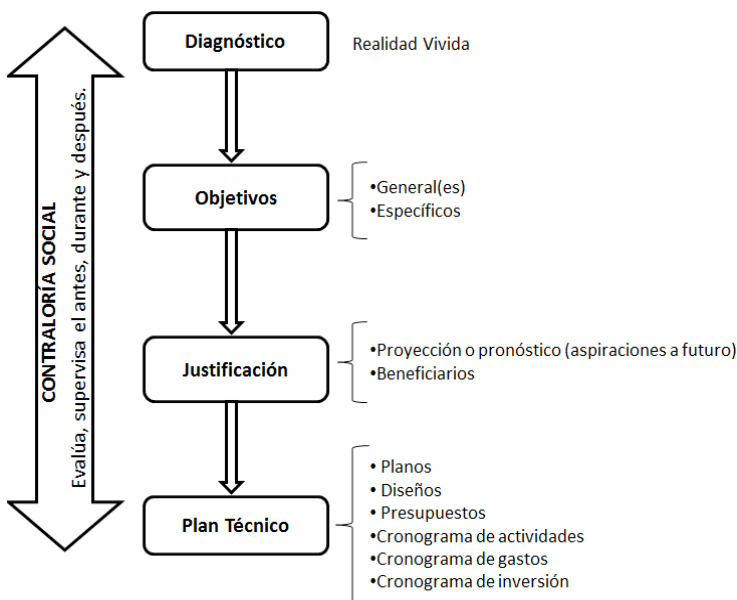 Diagnóstico
Realidad Vivida
CONTRALORÍA SOCIAL
Evalúa, supervisa el antes, durante y después.
Objetivos
•General(es)
•Específicos
Justificación
•Proyección o pronóstico (aspiraciones a futuro)
•Beneficiarios
Plan Técnico
• Planos
• Diseños
• Presupuestos
•Cronograma de actividades
•Cronograma de gastos
•Cronograma de inversión